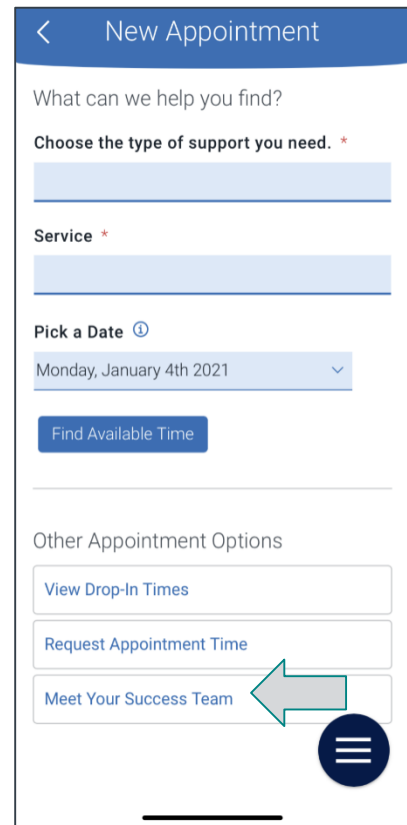 New Appointment
What can we help you find?
Choose the type of support you need. *
Service *
Pick a Date
Monday, January 4th 2021
Find Available Time
Other Appointment Options
View Drop-In Times
Request Appointment Time
Meet Your Success Team